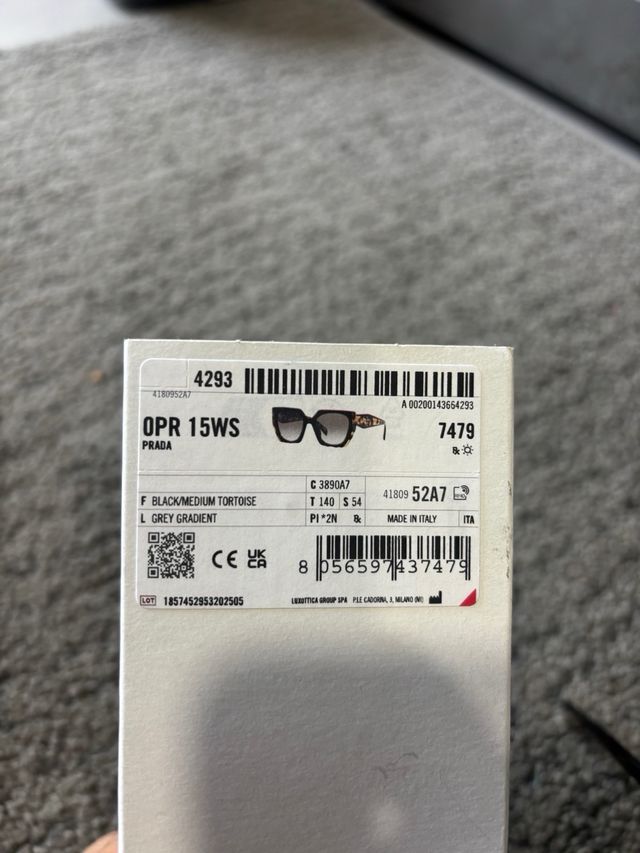 4293
4180952A7
A 00200143664293
0PR 15WS
PRADA
7479
℞
C 3890A7
F BLACK/MEDIUM TORTOISE
T 140 S 54
41809 52A7
L GREY GRADIENT
PI *2N ℞
MADE IN ITALY
ITA
CE UK CA
8 056597 437479
LOT 1857452953202505
LUXOTTICA GROUP SPA P.LE CADORNA, 3, MILANO (MI)